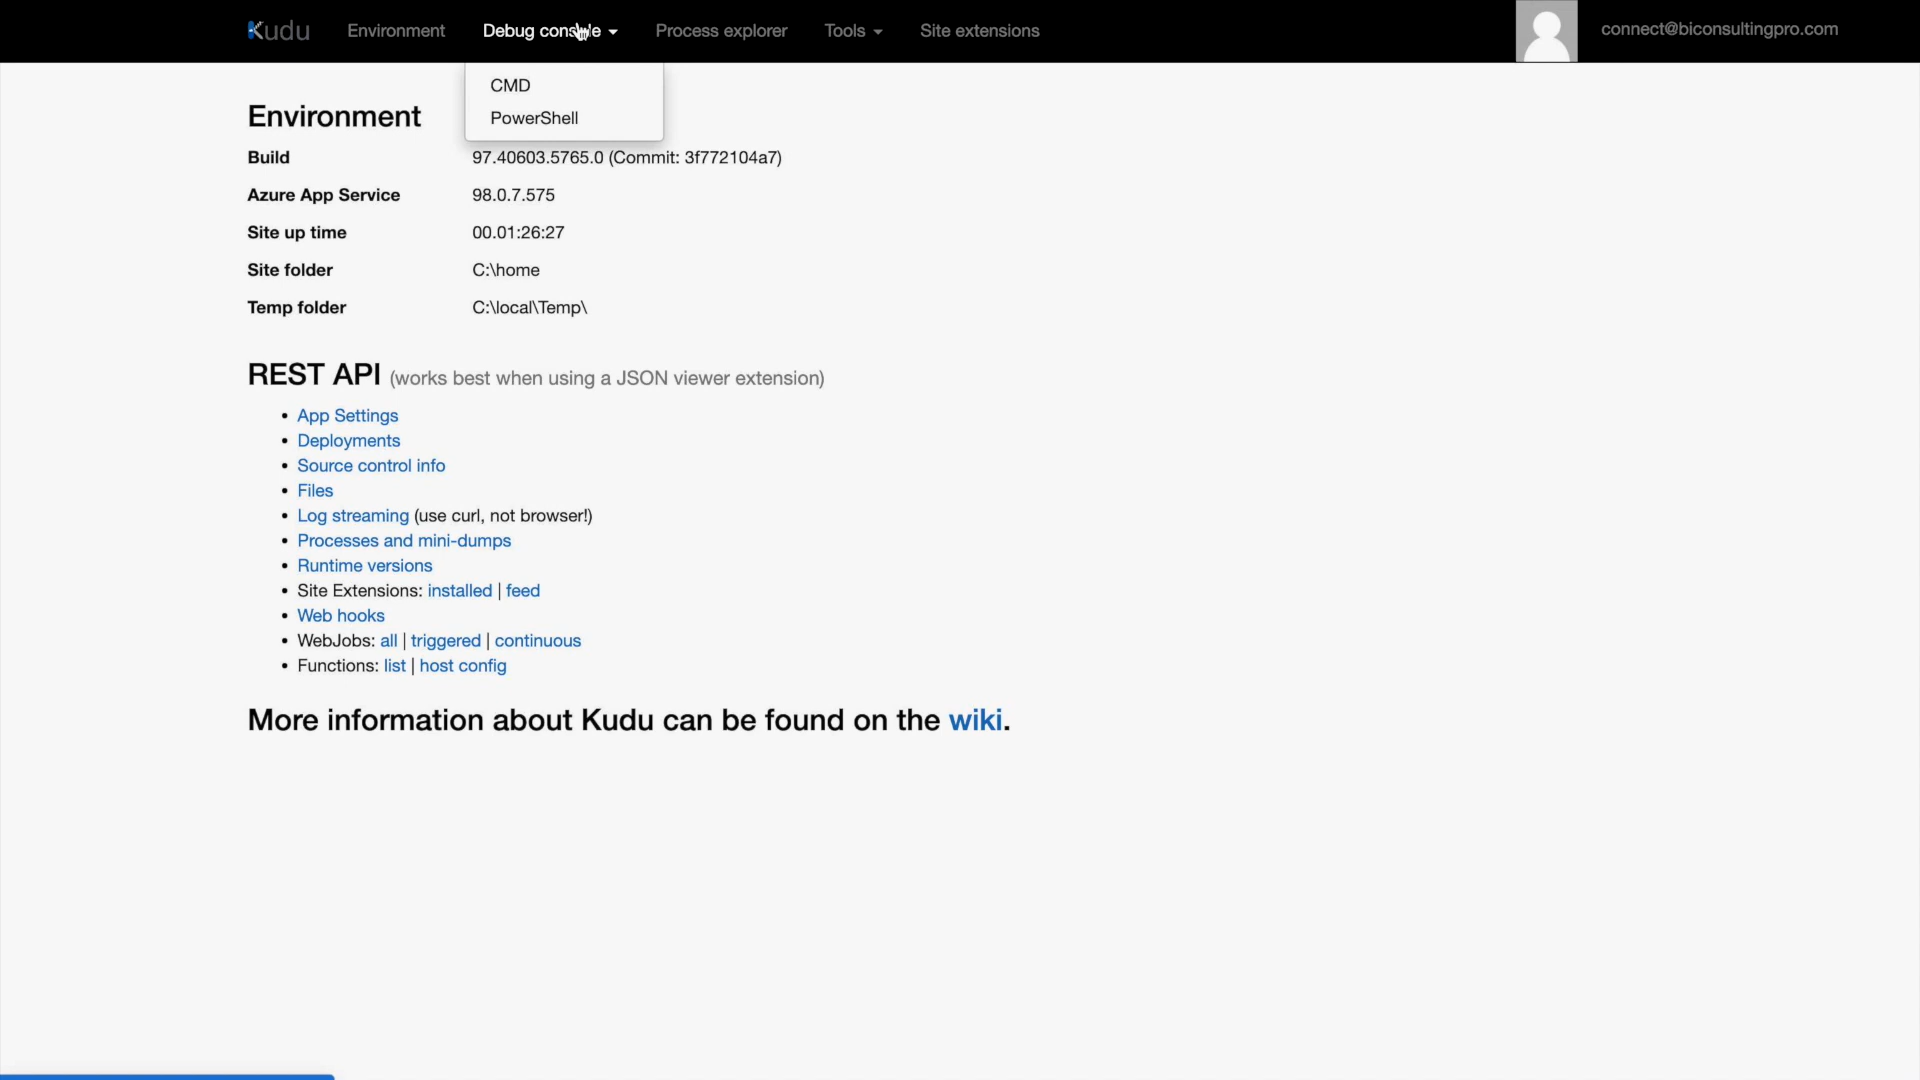 Kudu Environment Debug console Process explorer Tools Site extensions connect@biconsultingpro.com
CMD
PowerShell
Environment
Build 97.40603.5765.0 (Commit: 3f772104a7)
Azure App Service 98.0.7.575
Site up time 00.01:26:27
Site folder C:\home
Temp folder C:\local\Temp\
REST API (works best when using a JSON viewer extension)
• App Settings
• Deployments
• Source control info
• Files
• Log streaming (use curl, not browser!)
• Processes and mini-dumps
• Runtime versions
• Site Extensions: installed | feed
• Web hooks
• WebJobs: all | triggered | continuous
• Functions: list | host config
More information about Kudu can be found on the wiki.